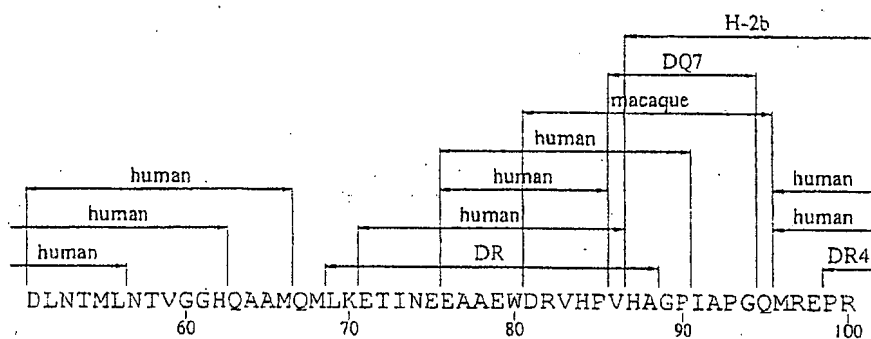 H-2b
DQ7
macaque
human
human human human
human human human
human DR DR4
DLNTMLNTVGGHQAAMQMLKETINEEAAEWDRVHPVHAGPIAPGQMREPR
60 70 80 90 100